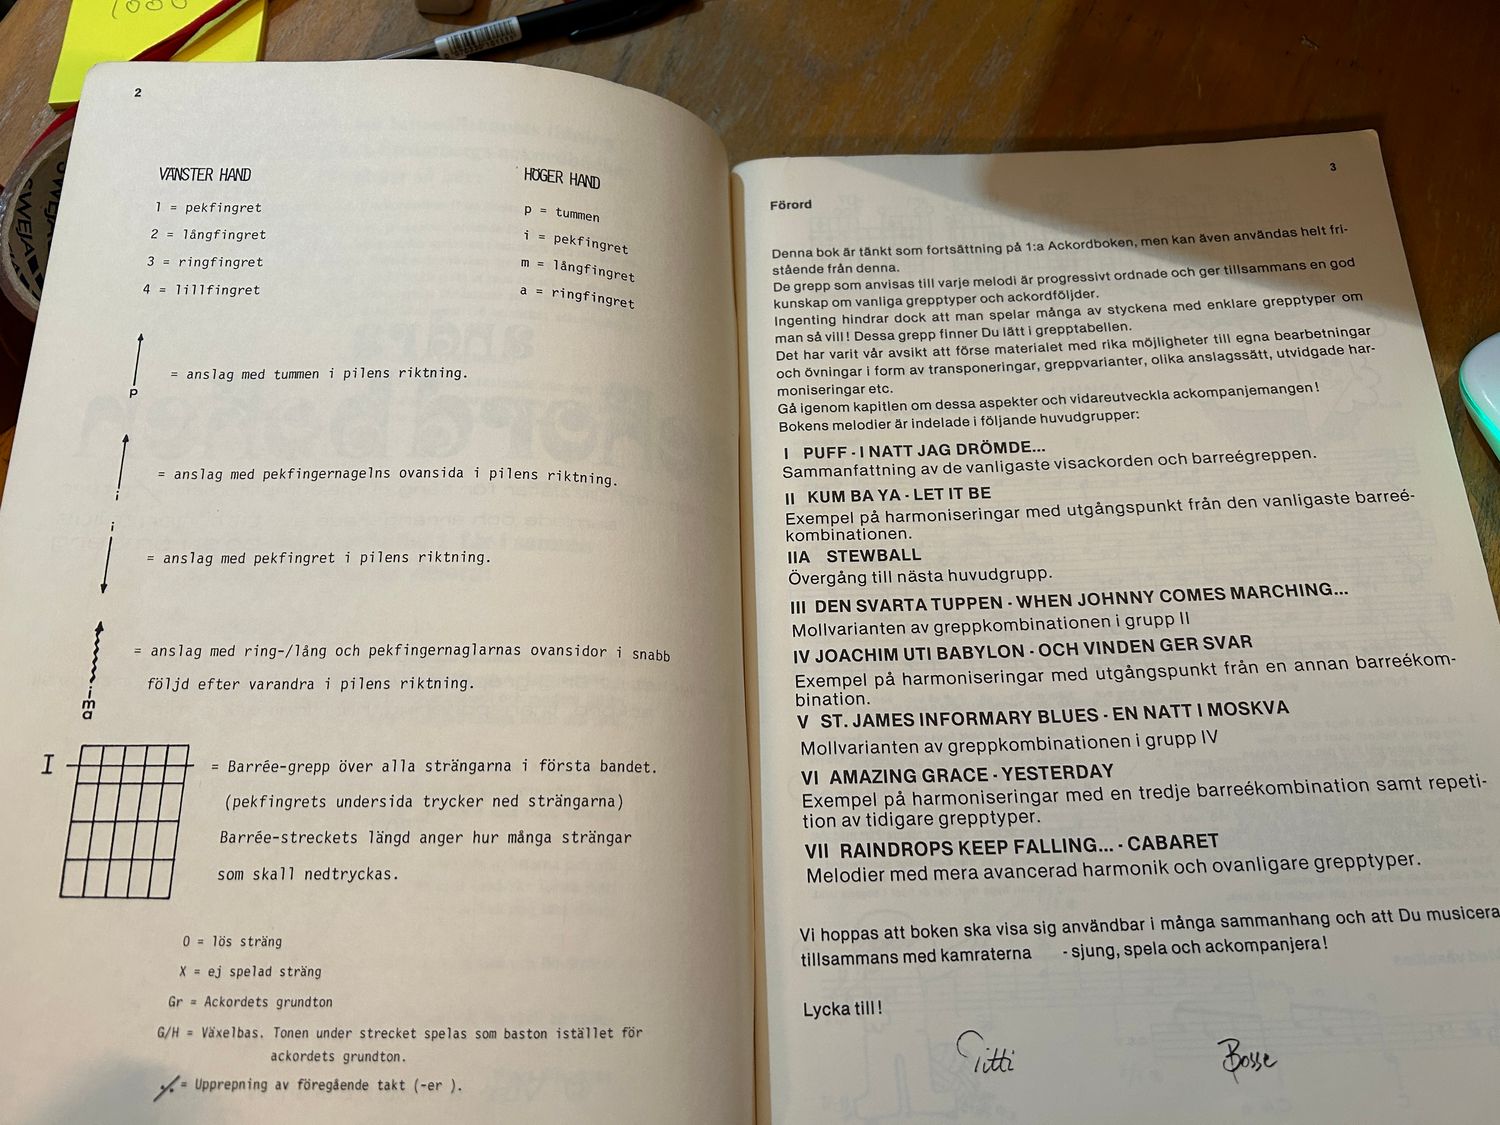 1000
SWEJA
2
VÄNSTER HAND
1 = pekfingret
2 = långfingret
3 = ringfingret
4 = lillfingret
HÖGER HAND
p = tummen
i = pekfingret
m = långfingret
a = ringfingret
= anslag med tummen i pilens riktning.
p
= anslag med pekfingernagelns ovansida i pilens riktning.
i
i
= anslag med pekfingret i pilens riktning.
= anslag med ring-/lång och pekfingernaglarnas ovansidor i snabb
följd efter varandra i pilens riktning.
i
m
a
I = Barrée-grepp över alla strängarna i första bandet.
(pekfingrets undersida trycker ned strängarna)
Barrée-streckets längd anger hur många strängar
som skall nedtryckas.
O = lös sträng
X = ej spelad sträng
Gr = Ackordets grundton
G/H = Växelbas. Tonen under strecket spelas som baston istället för
ackordets grundton.
⁒ = Upprepning av föregående takt (-er ).
3
Förord
Denna bok är tänkt som fortsättning på 1:a Ackordboken, men kan även användas helt fri-
stående från denna.
De grepp som anvisas till varje melodi är progressivt ordnade och ger tillsammans en god
kunskap om vanliga grepptyper och ackordföljder.
Ingenting hindrar dock att man spelar många av styckena med enklare grepptyper om
man så vill! Dessa grepp finner Du lätt i grepptabellen.
Det har varit vår avsikt att förse materialet med rika möjligheter till egna bearbetningar
och övningar i form av transponeringar, greppvarianter, olika anslagssätt, utvidgade har-
moniseringar etc.
Gå igenom kapitlen om dessa aspekter och vidareutveckla ackompanjemangen!
Bokens melodier är indelade i följande huvudgrupper:
I PUFF - I NATT JAG DRÖMDE...
Sammanfattning av de vanligaste visackorden och barreégreppen.
II KUM BA YA - LET IT BE
Exempel på harmoniseringar med utgångspunkt från den vanligaste barreé-
kombinationen.
IIA STEWBALL
Övergång till nästa huvudgrupp.
III DEN SVARTA TUPPEN - WHEN JOHNNY COMES MARCHING...
Mollvarianten av greppkombinationen i grupp II
IV JOACHIM UTI BABYLON - OCH VINDEN GER SVAR
Exempel på harmoniseringar med utgångspunkt från en annan barreékom-
bination.
V ST. JAMES INFORMARY BLUES - EN NATT I MOSKVA
Mollvarianten av greppkombinationen i grupp IV
VI AMAZING GRACE - YESTERDAY
Exempel på harmoniseringar med en tredje barreékombination samt repeti-
tion av tidigare grepptyper.
VII RAINDROPS KEEP FALLING... - CABARET
Melodier med mera avancerad harmonik och ovanligare grepptyper.
Vi hoppas att boken ska visa sig användbar i många sammanhang och att Du musicera
tillsammans med kamraterna - sjung, spela och ackompanjera!
Lycka till!
Titti Bosse